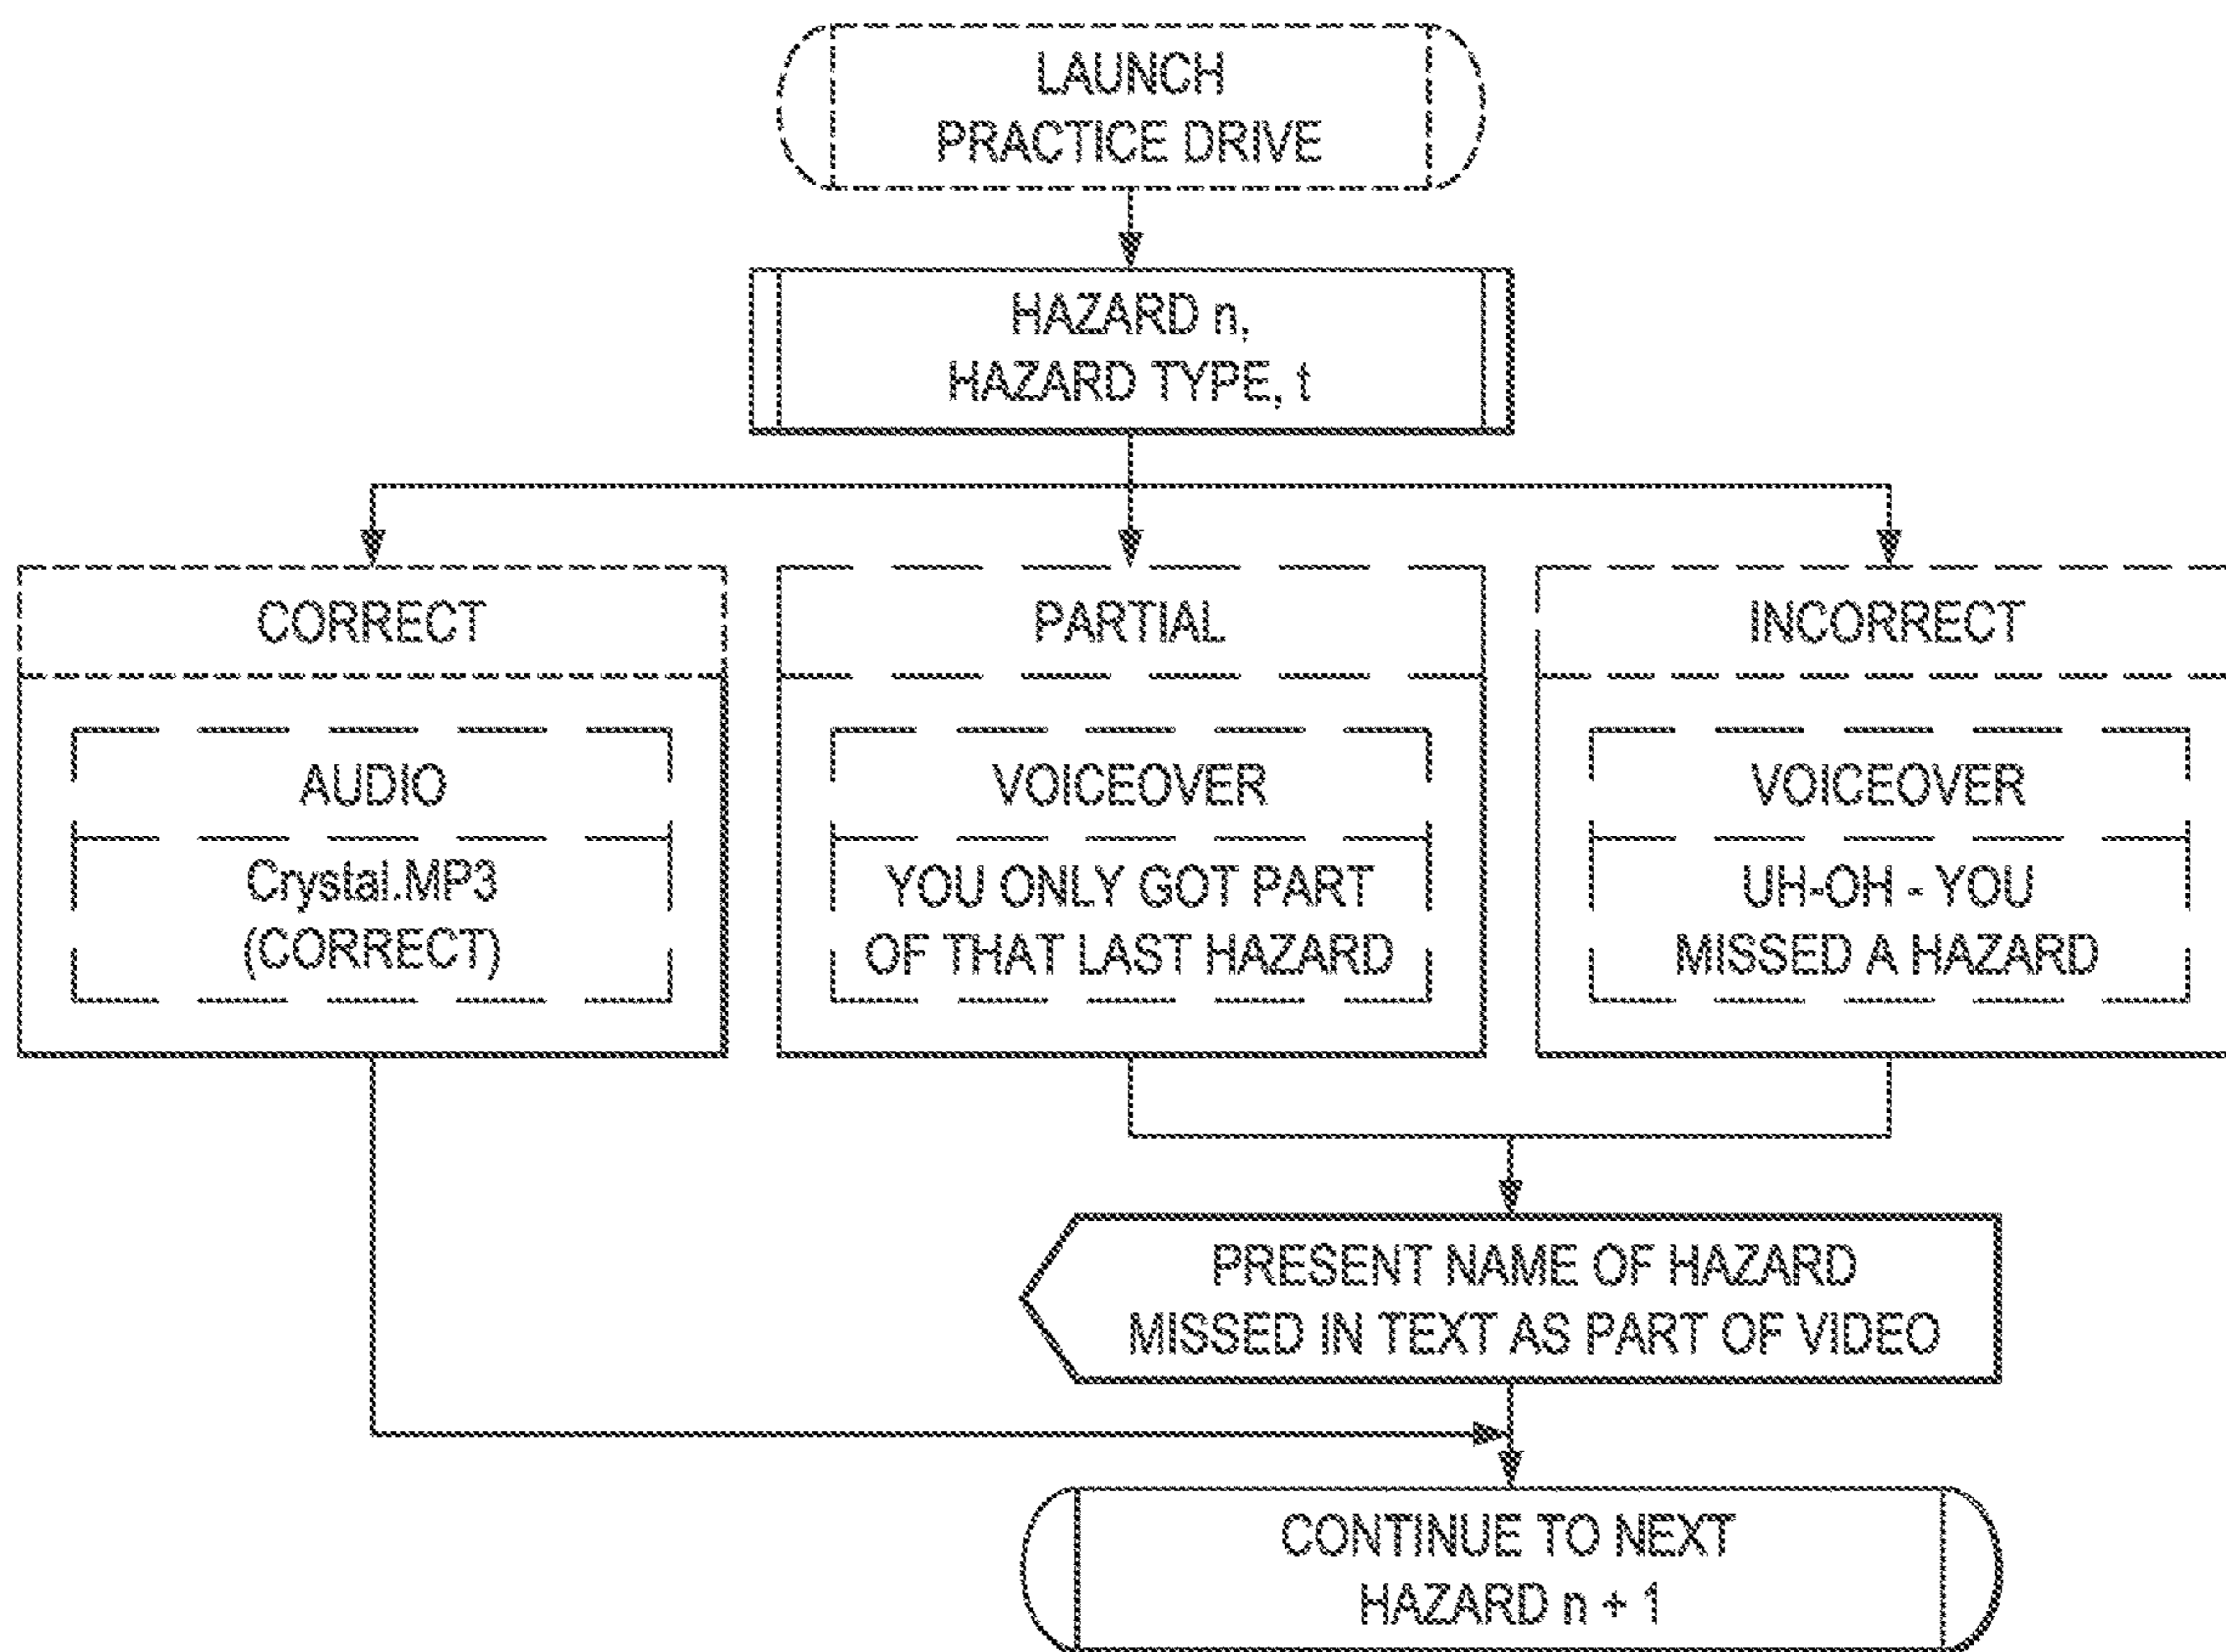 LAUNCH
PRACTICE DRIVE
HAZARD n,
HAZARD TYPE, t
CORRECT
AUDIO
Crystal.MP3
(CORRECT)
PARTIAL
VOICEOVER
YOU ONLY GOT PART
OF THAT LAST HAZARD
INCORRECT
VOICEOVER
UH-OH - YOU
MISSED A HAZARD
PRESENT NAME OF HAZARD
MISSED IN TEXT AS PART OF VIDEO
CONTINUE TO NEXT
HAZARD n + 1